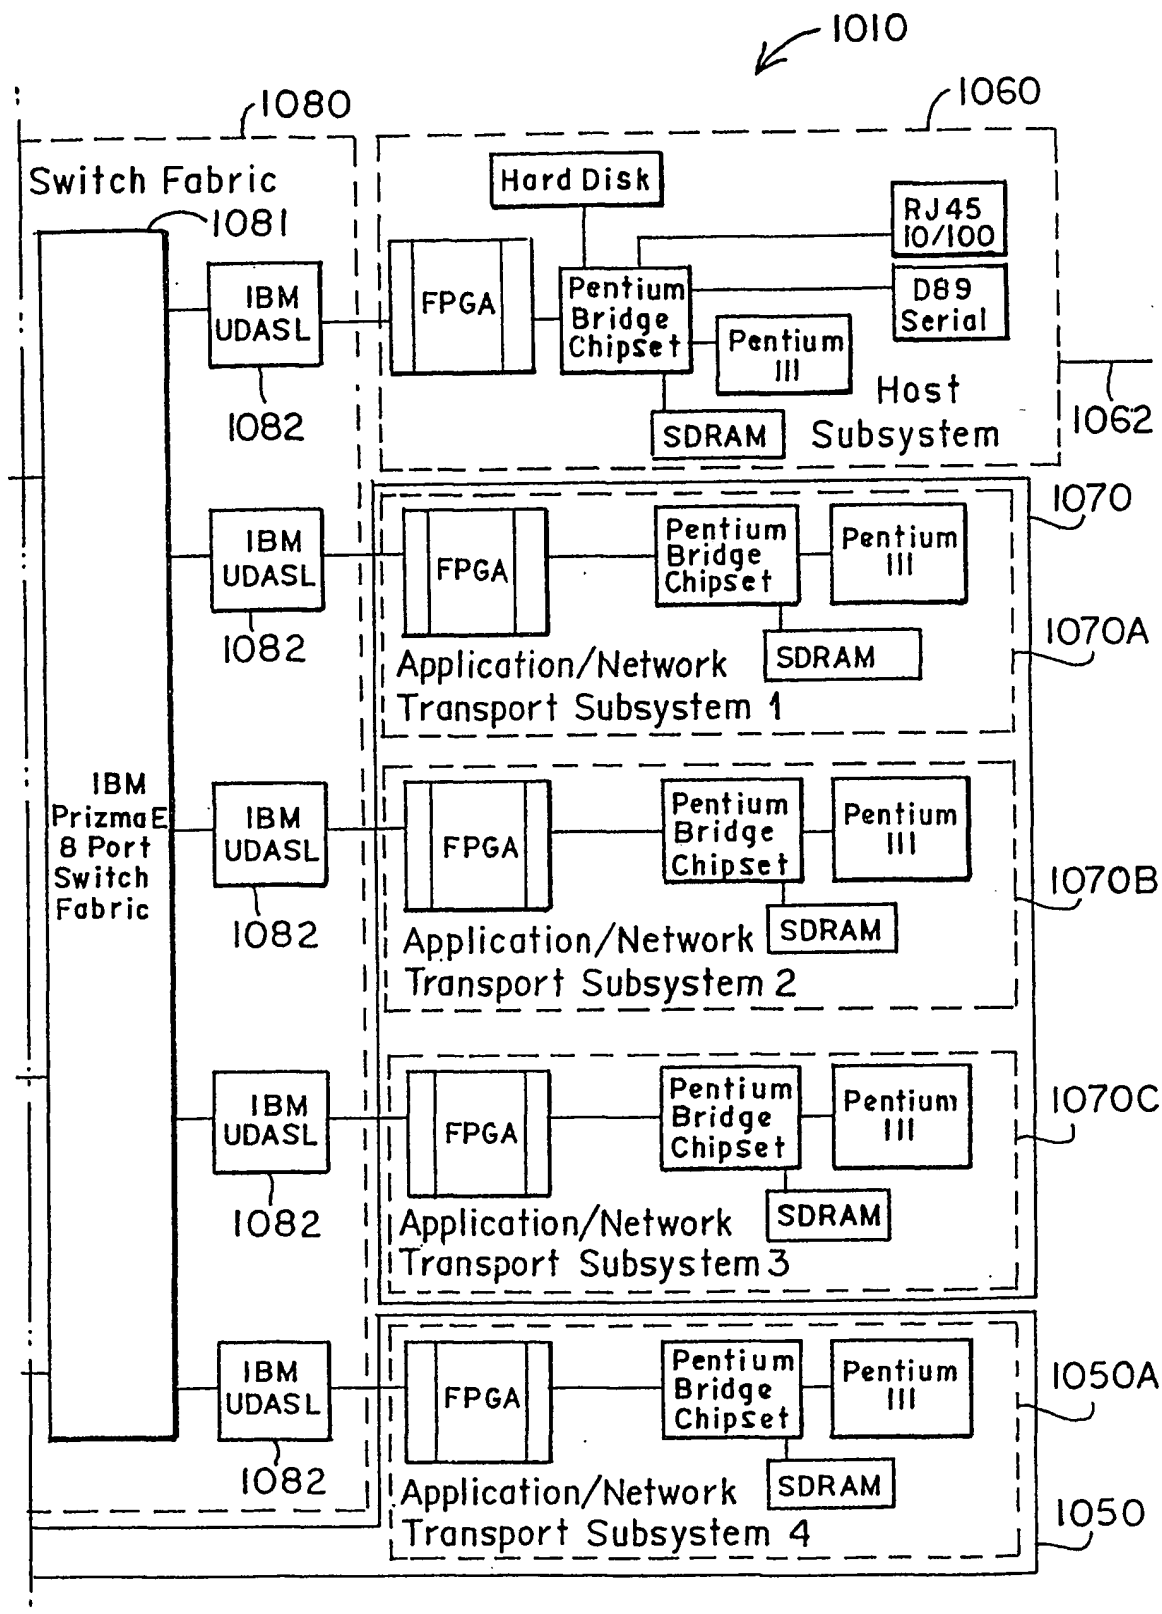 1010
1080
1060
Switch Fabric
1081
Hard Disk
RJ45
10/100
IBM
UDASL
FPGA
Pentium
Bridge
Chipset
D89
Serial
Pentium
III
1082
SDRAM
Host
Subsystem
1062
1070
IBM
UDASL
FPGA
Pentium
Bridge
Chipset
Pentium
III
1082
SDRAM
1070A
Application/Network
Transport Subsystem 1
IBM
PrizmaE
8 Port
Switch
Fabric
IBM
UDASL
FPGA
Pentium
Bridge
Chipset
Pentium
III
1082
SDRAM
1070B
Application/Network
Transport Subsystem 2
IBM
UDASL
FPGA
Pentium
Bridge
Chipset
Pentium
III
1070C
1082
SDRAM
Application/Network
Transport Subsystem 3
IBM
UDASL
FPGA
Pentium
Bridge
Chipset
Pentium
III
1050A
1082
SDRAM
Application/Network
Transport Subsystem 4
1050